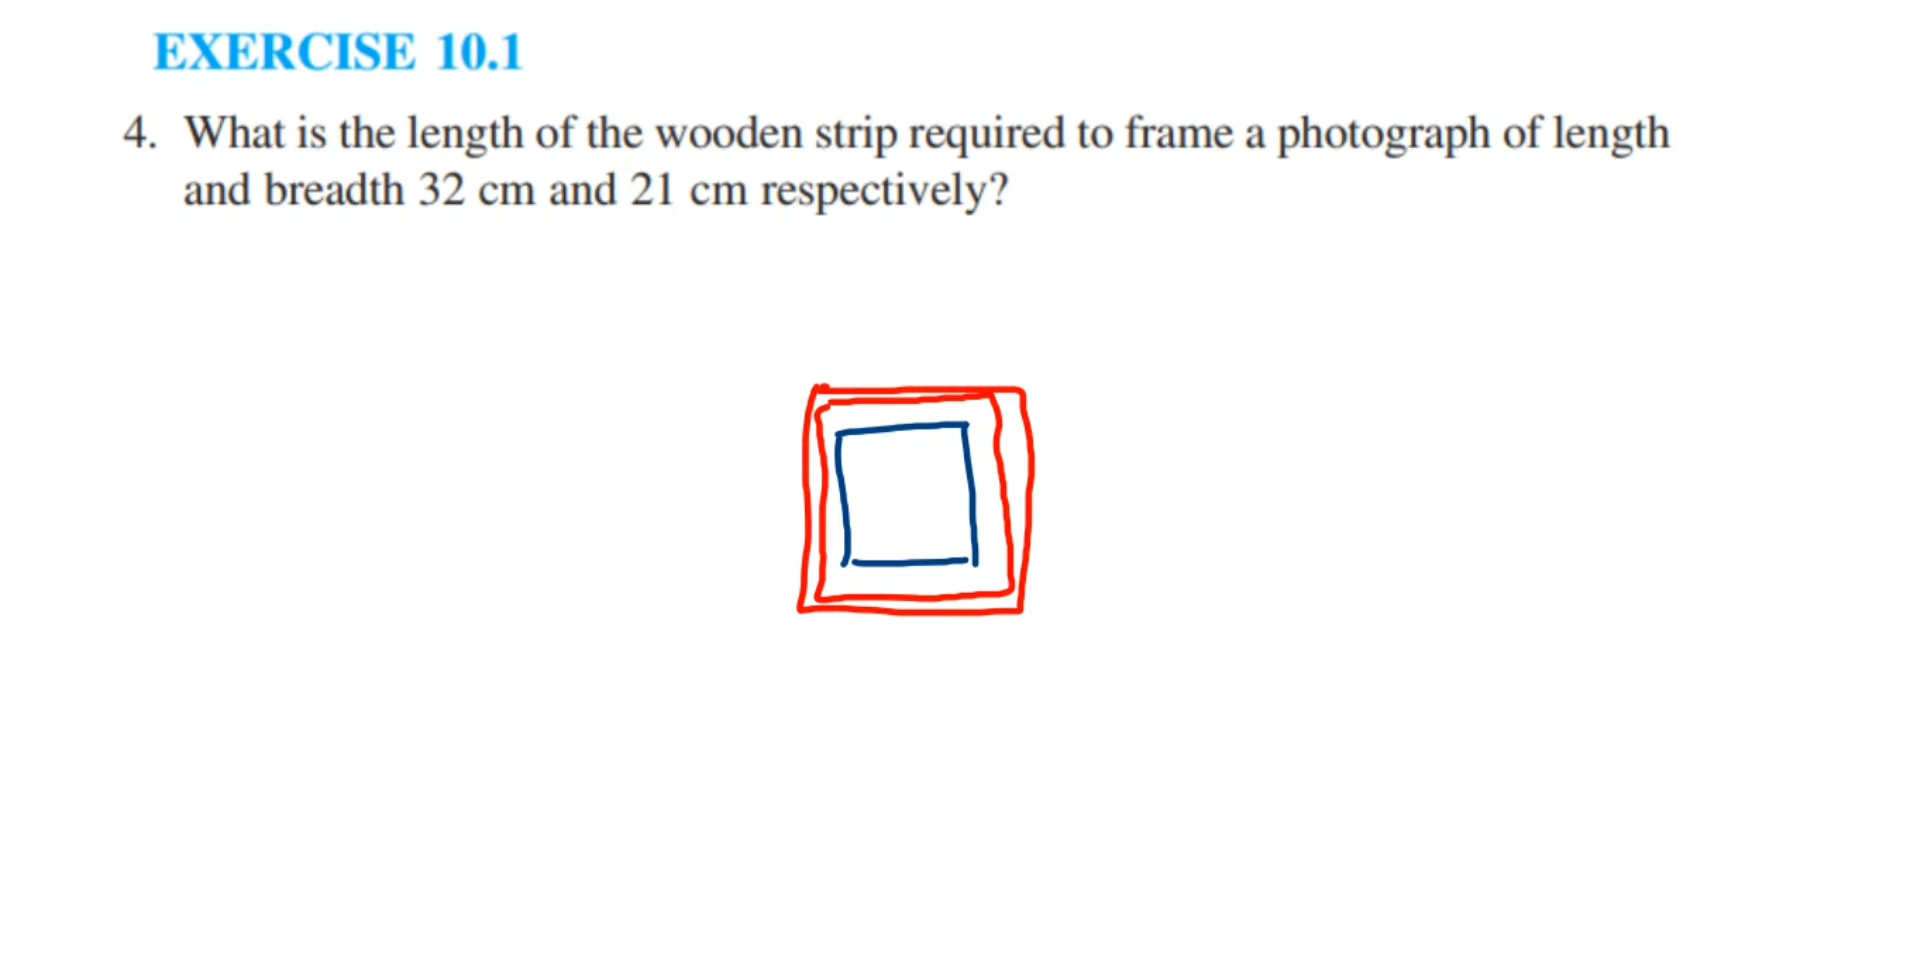 EXERCISE 10.1
4. What is the length of the wooden strip required to frame a photograph of length
and breadth 32 cm and 21 cm respectively?